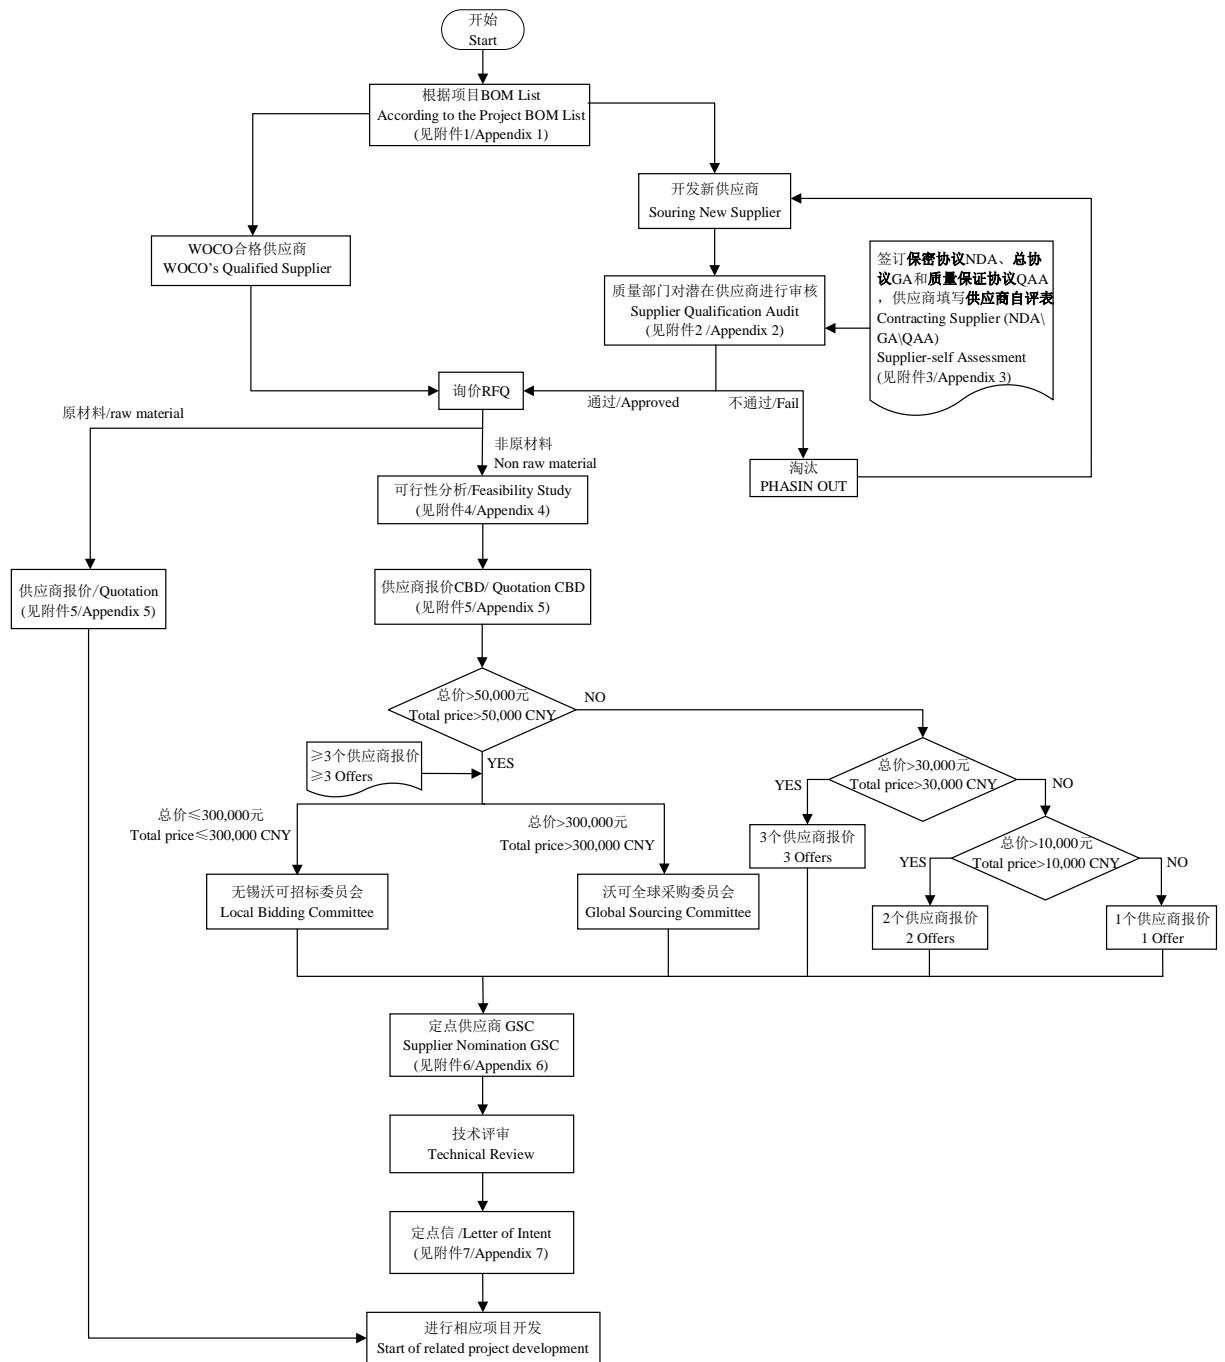 开始
Start
根据项目BOM List
According to the Project BOM List
(见附件1/Appendix 1)
开发新供应商
Souring New Supplier
WOCO合格供应商
WOCO's Qualified Supplier
签订保密协议NDA、总协
议GA和质量保证协议QAA
，供应商填写供应商自评表
Contracting Supplier (NDA\
GA\QAA)
Supplier-self Assessment
(见附件3/Appendix 3)
质量部门对潜在供应商进行审核
Supplier Qualification Audit
(见附件2 /Appendix 2)
询价RFQ
通过/Approved
不通过/Fail
原材料/raw material
非原材料
Non raw material
淘汰
PHASIN OUT
可行性分析/Feasibility Study
(见附件4/Appendix 4)
供应商报价/Quotation
(见附件5/Appendix 5)
供应商报价CBD/ Quotation CBD
(见附件5/Appendix 5)
总价>50,000元
Total price>50,000 CNY
NO
YES
≥3个供应商报价
≥3 Offers
总价>30,000元
Total price>30,000 CNY
YES
NO
总价≤300,000元
Total price≤300,000 CNY
总价>300,000元
Total price>300,000 CNY
3个供应商报价
3 Offers
总价>10,000元
Total price>10,000 CNY
YES
NO
无锡沃可招标委员会
Local Bidding Committee
沃可全球采购委员会
Global Sourcing Committee
2个供应商报价
2 Offers
1个供应商报价
1 Offer
定点供应商 GSC
Supplier Nomination GSC
(见附件6/Appendix 6)
技术评审
Technical Review
定点信 /Letter of Intent
(见附件7/Appendix 7)
进行相应项目开发
Start of related project development